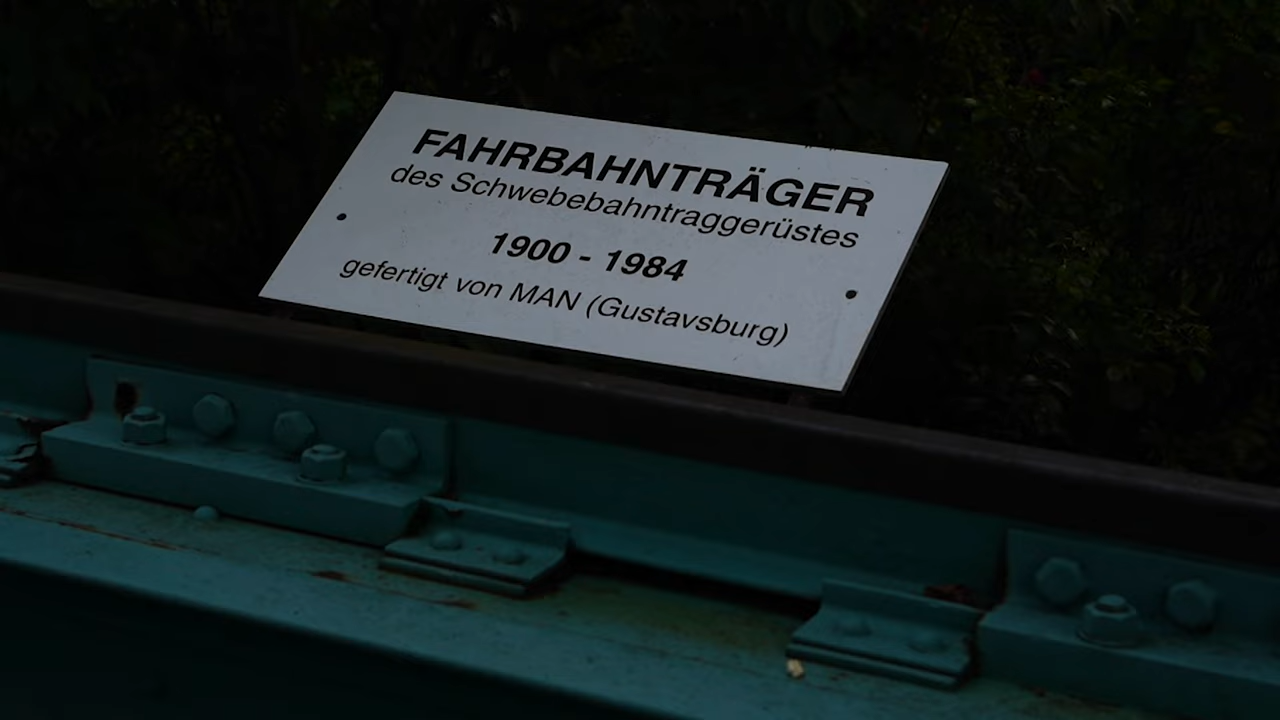 FAHRBAHNTRÄGER
des Schwebebahntraggerüstes
1900 - 1984
gefertigt von MAN (Gustavsburg)